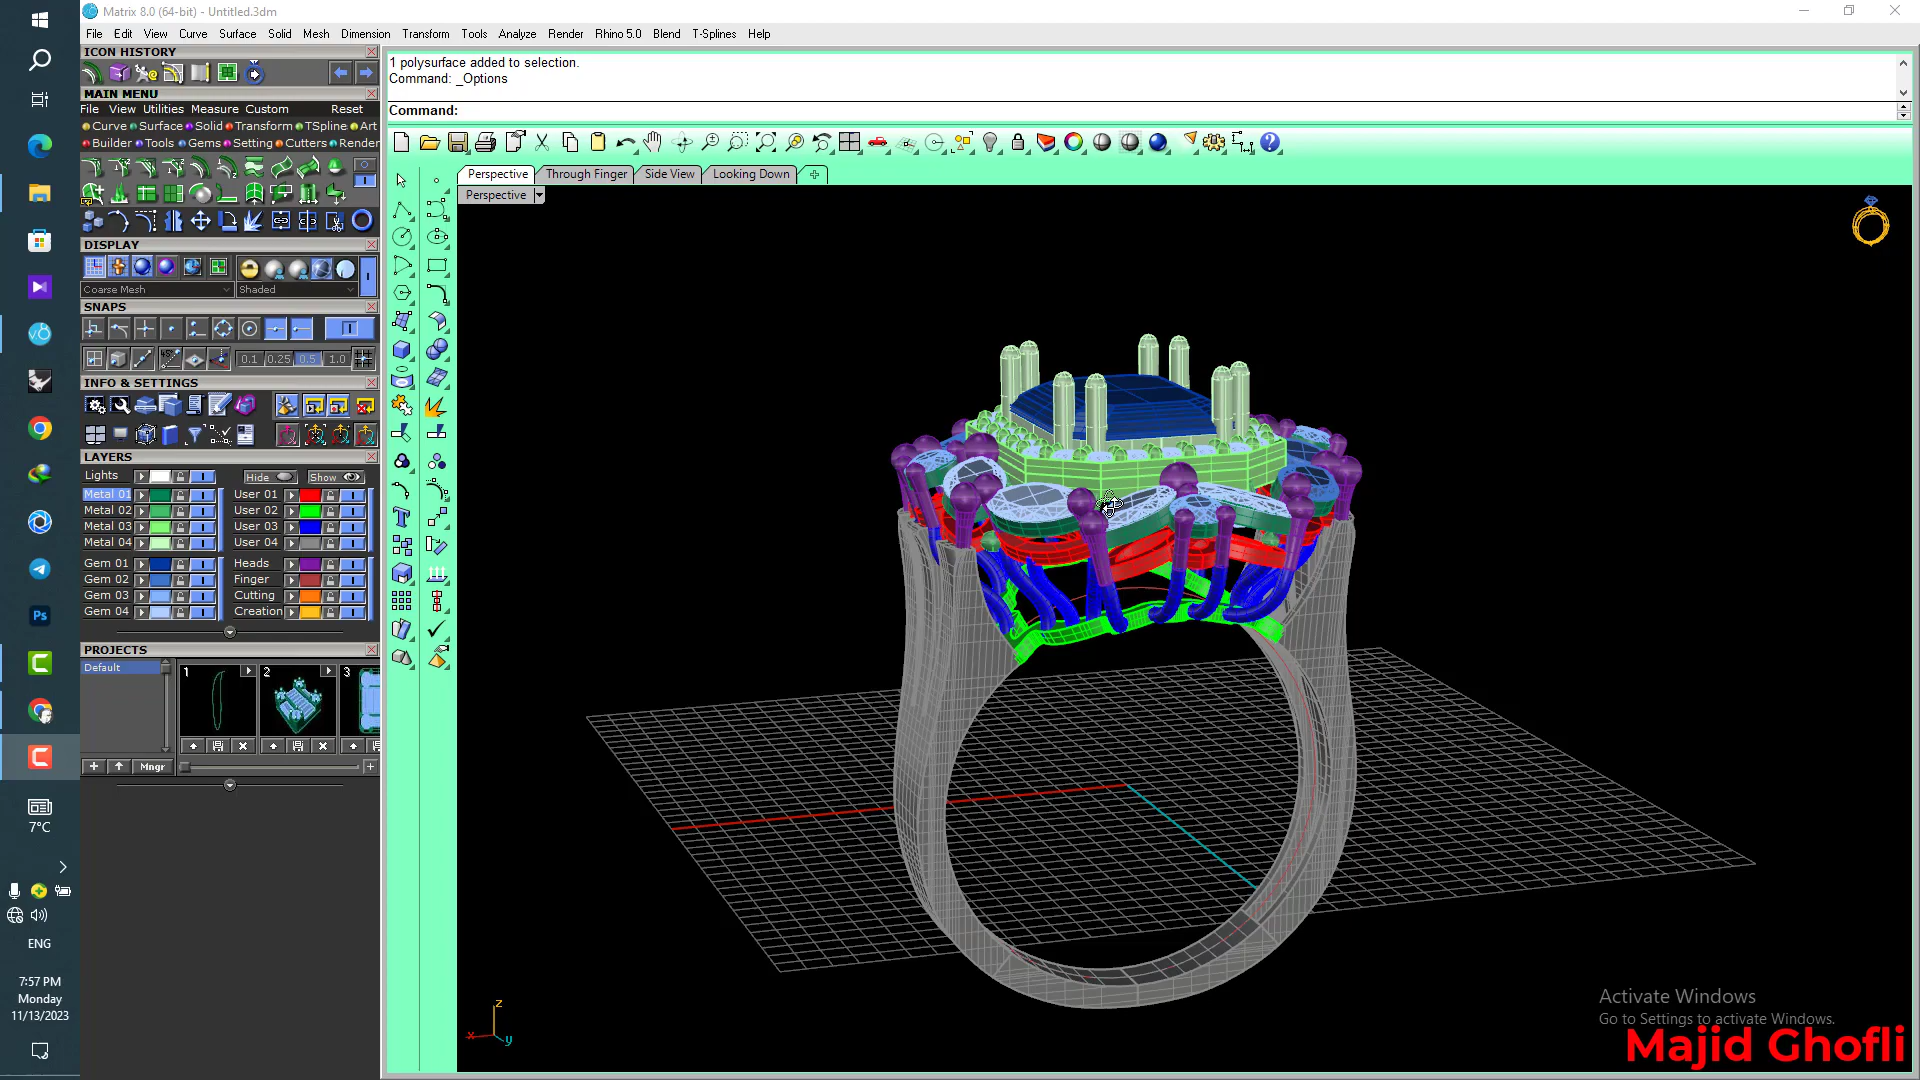 Matrix 8.0 (64-bit) - Untitled.3dm
File Edit View Curve Surface Solid Mesh Dimension Transform Tools Analyze Render Rhino 5.0 Blend T-Splines Help
ICON HISTORY
1 polysurface added to selection.
Command: _Options
Command:
MAIN MENU
File View Utilities Measure Custom Reset
Curve Surface Solid Transform TSpline Art
Builder Tools Gems Setting Cutters Render
Perspective Through Finger Side View Looking Down
Perspective
DISPLAY
Coarse Mesh Shaded
SNAPS
0.1 0.25 0.5 1.0
INFO & SETTINGS
LAYERS
Lights Hide Show
Metal 01 User 01
Metal 02 User 02
Metal 03 User 03
Metal 04 User 04
Gem 01 Heads
Gem 02 Finger
Gem 03 Cutting
Gem 04 Creation
PROJECTS
Default
1 2 3
Mngr
7°C
ENG
7:57 PM
Monday
11/13/2023
z
x
y
Activate Windows
Go to Settings to activate Windows.
Majid Ghofli